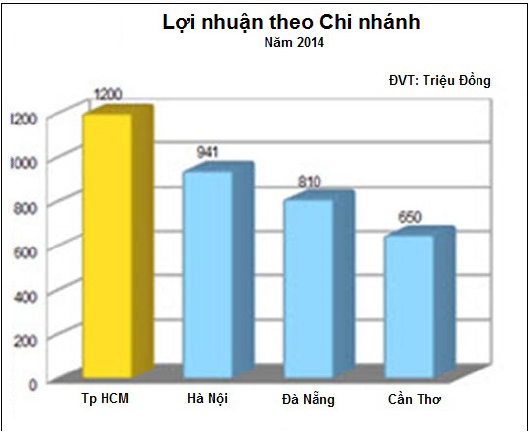 Lợi nhuận theo Chi nhánh
Năm 2014
ĐVT: Triệu Đồng
1200
941
810
650
1200
1000
800
600
400
200
0
Tp HCM Hà Nội Đà Nẵng Cần Thơ